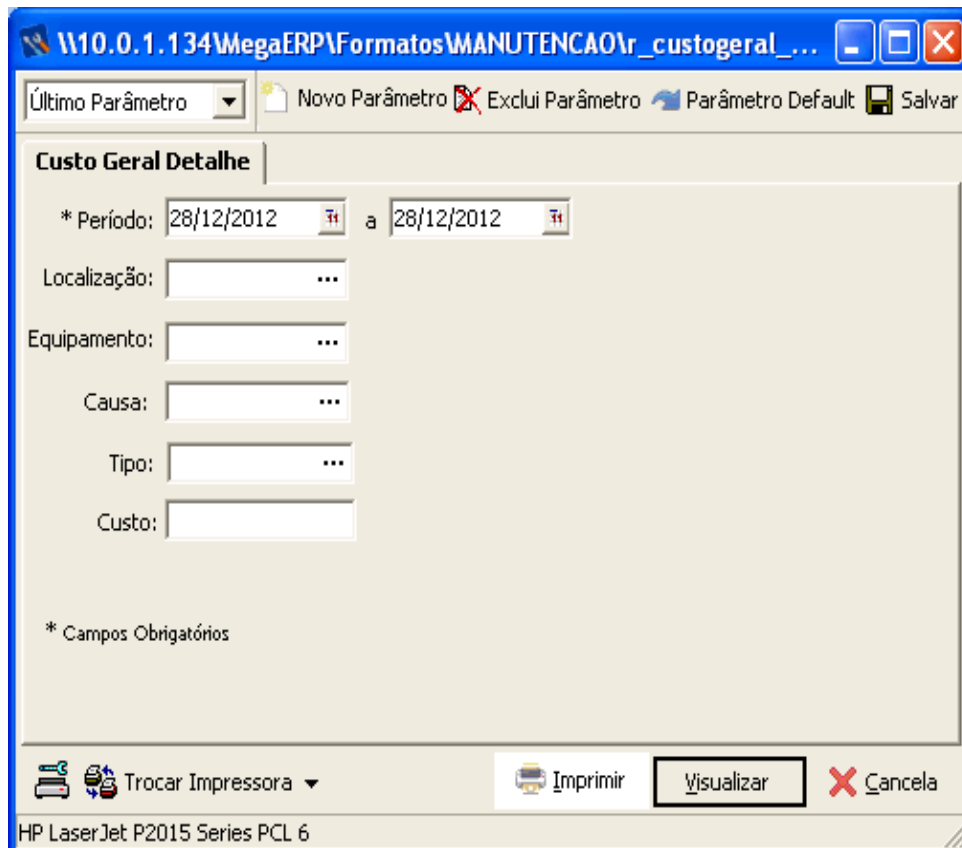 \\10.0.1.134\MegaERP\Formatos\MANUTENCAO\r_custogeral_...
Último Parâmetro Novo Parâmetro Exclui Parâmetro Parâmetro Default Salvar
Custo Geral Detalhe
* Período: 28/12/2012 a 28/12/2012
Localização: ...
Equipamento: ...
Causa: ...
Tipo: ...
Custo:
* Campos Obrigatórios
Trocar Impressora Imprimir Visualizar Cancela
HP LaserJet P2015 Series PCL 6